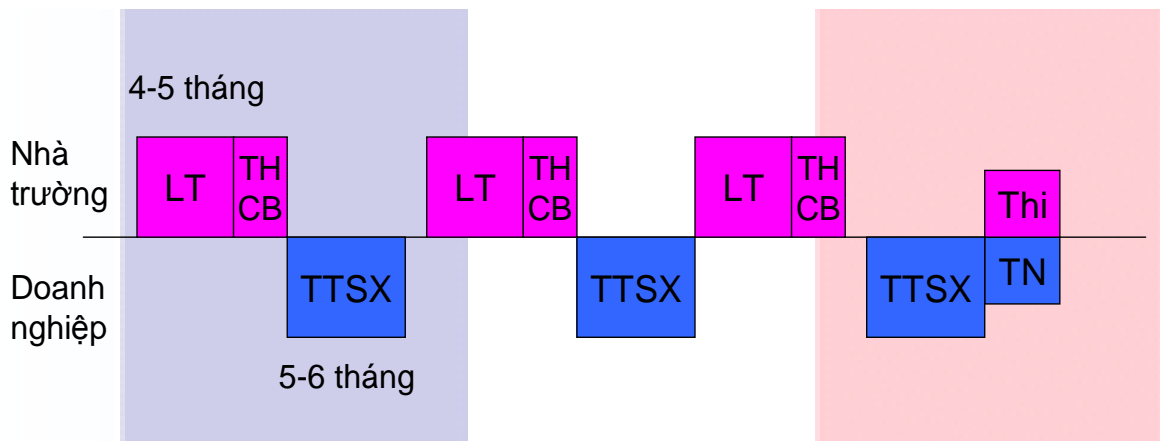 4-5 tháng
Nhà
trường
LT
TH
CB
LT
TH
CB
LT
TH
CB
Thi
Doanh
nghiệp
TTSX
TTSX
TTSX
TN
5-6 tháng